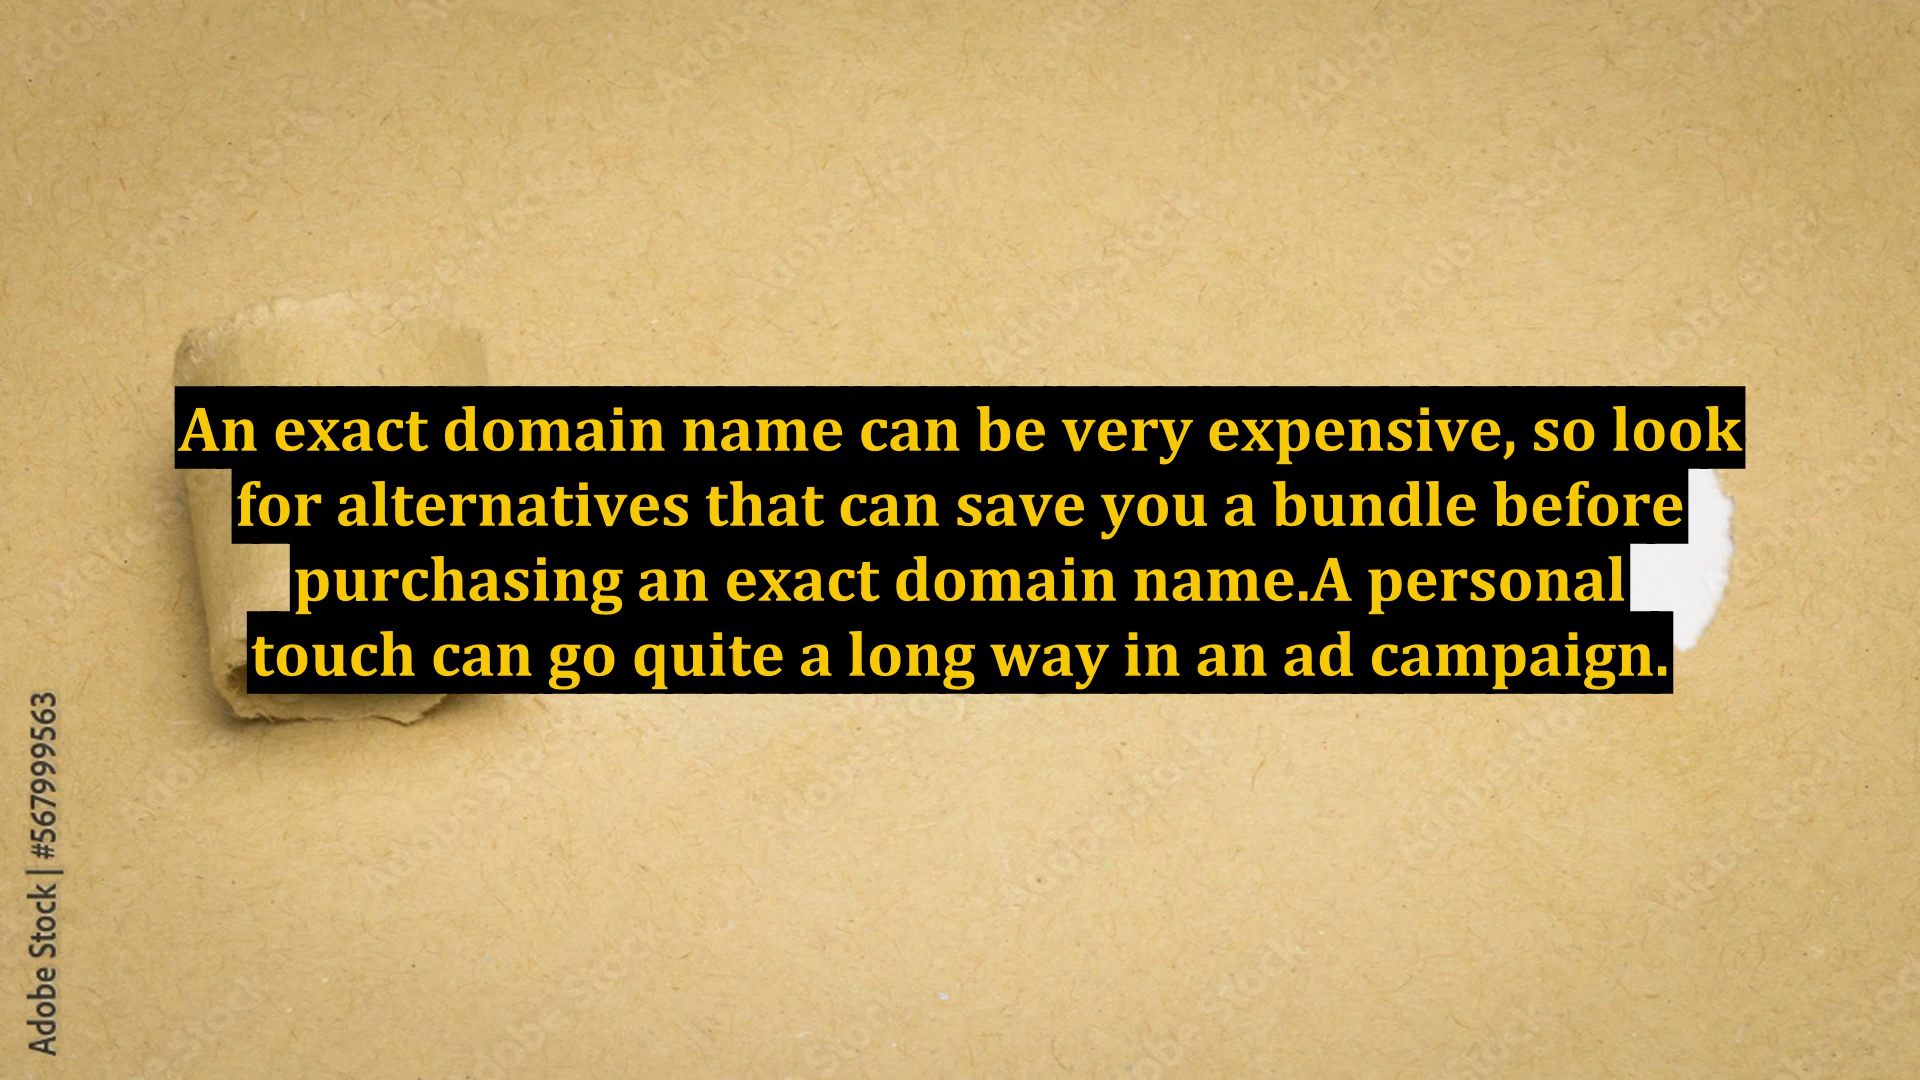 An exact domain name can be very expensive, so look
for alternatives that can save you a bundle before
purchasing an exact domain name.A personal
touch can go quite a long way in an ad campaign.
Adobe Stock | #567999563